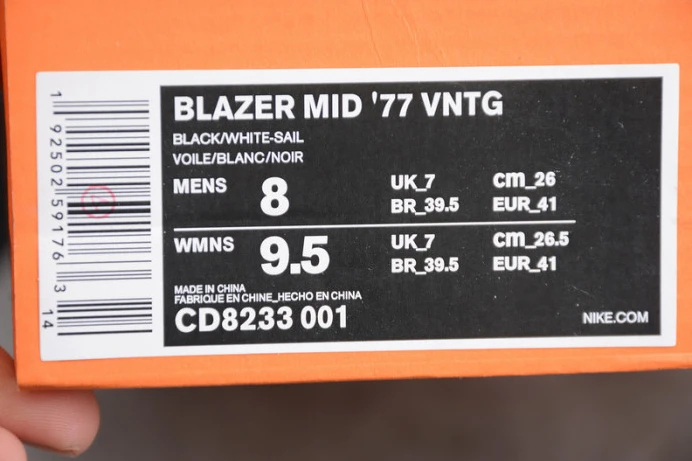 BLAZER MID '77 VNTG
BLACK/WHITE-SAIL
VOILE/BLANC/NOIR
MENS 8 UK_7 cm_26
BR_39.5 EUR_41
WMNS 9.5 UK_7 cm_26.5
BR_39.5 EUR_41
MADE IN CHINA
FABRIQUE EN CHINE_HECHO EN CHINA
CD8233 001
NIKE.COM
1 92502 59176 3
14